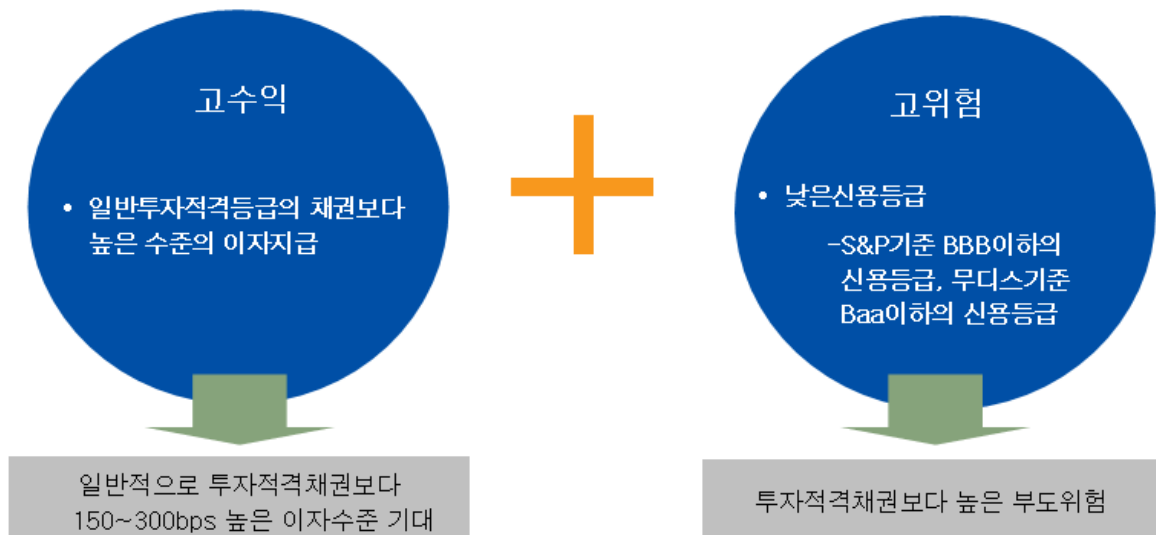 고수익
• 일반투자적격등급의 채권보다
높은 수준의 이자지급
일반적으로 투자적격채권보다
150~300bps 높은 이자수준 기대
고위험
• 낮은신용등급
-S&P기준 BBB이하의
신용등급, 무디스기준
Baa이하의 신용등급
투자적격채권보다 높은 부도위험